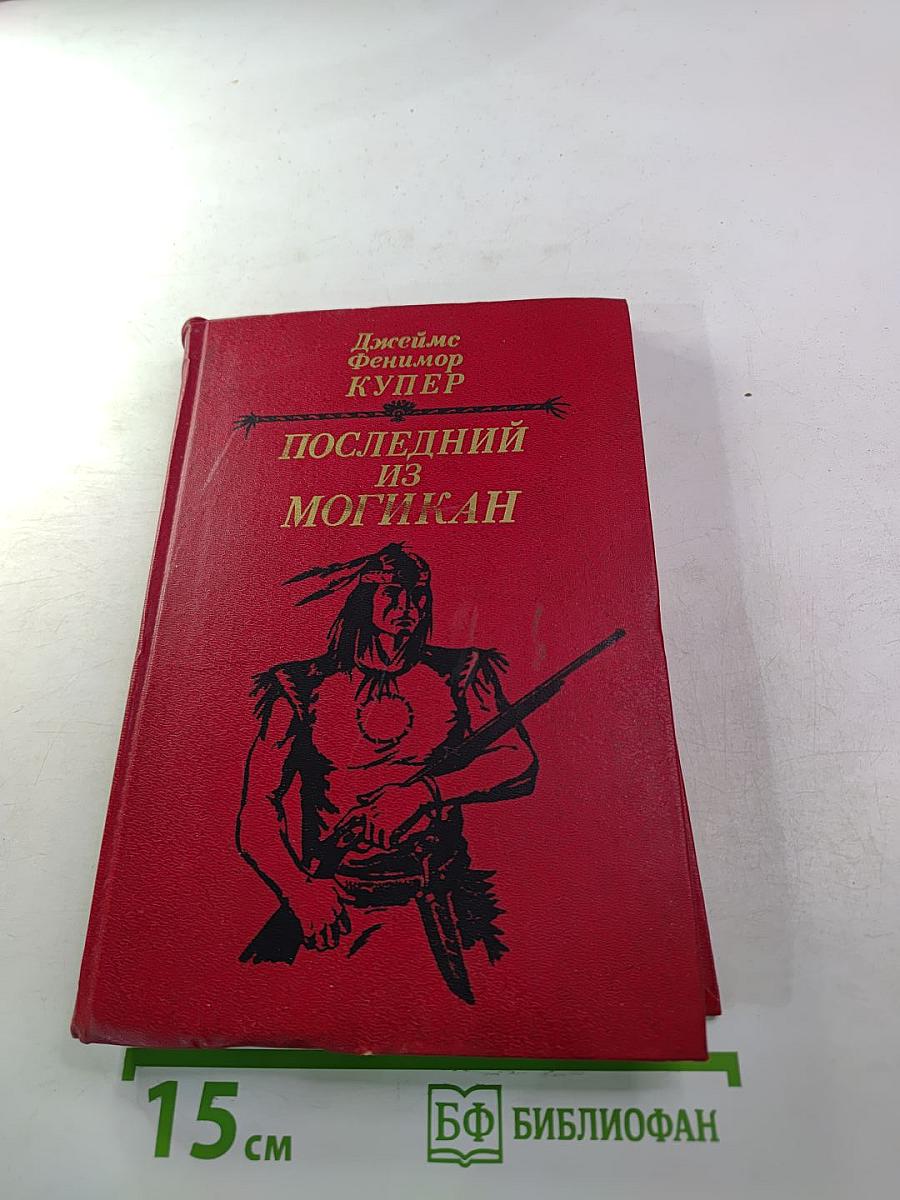 Джеймс
Фенимор
КУПЕР
ПОСЛЕДНИЙ
ИЗ
МОГИКАН
15 см
БФ БИБЛИОФАН